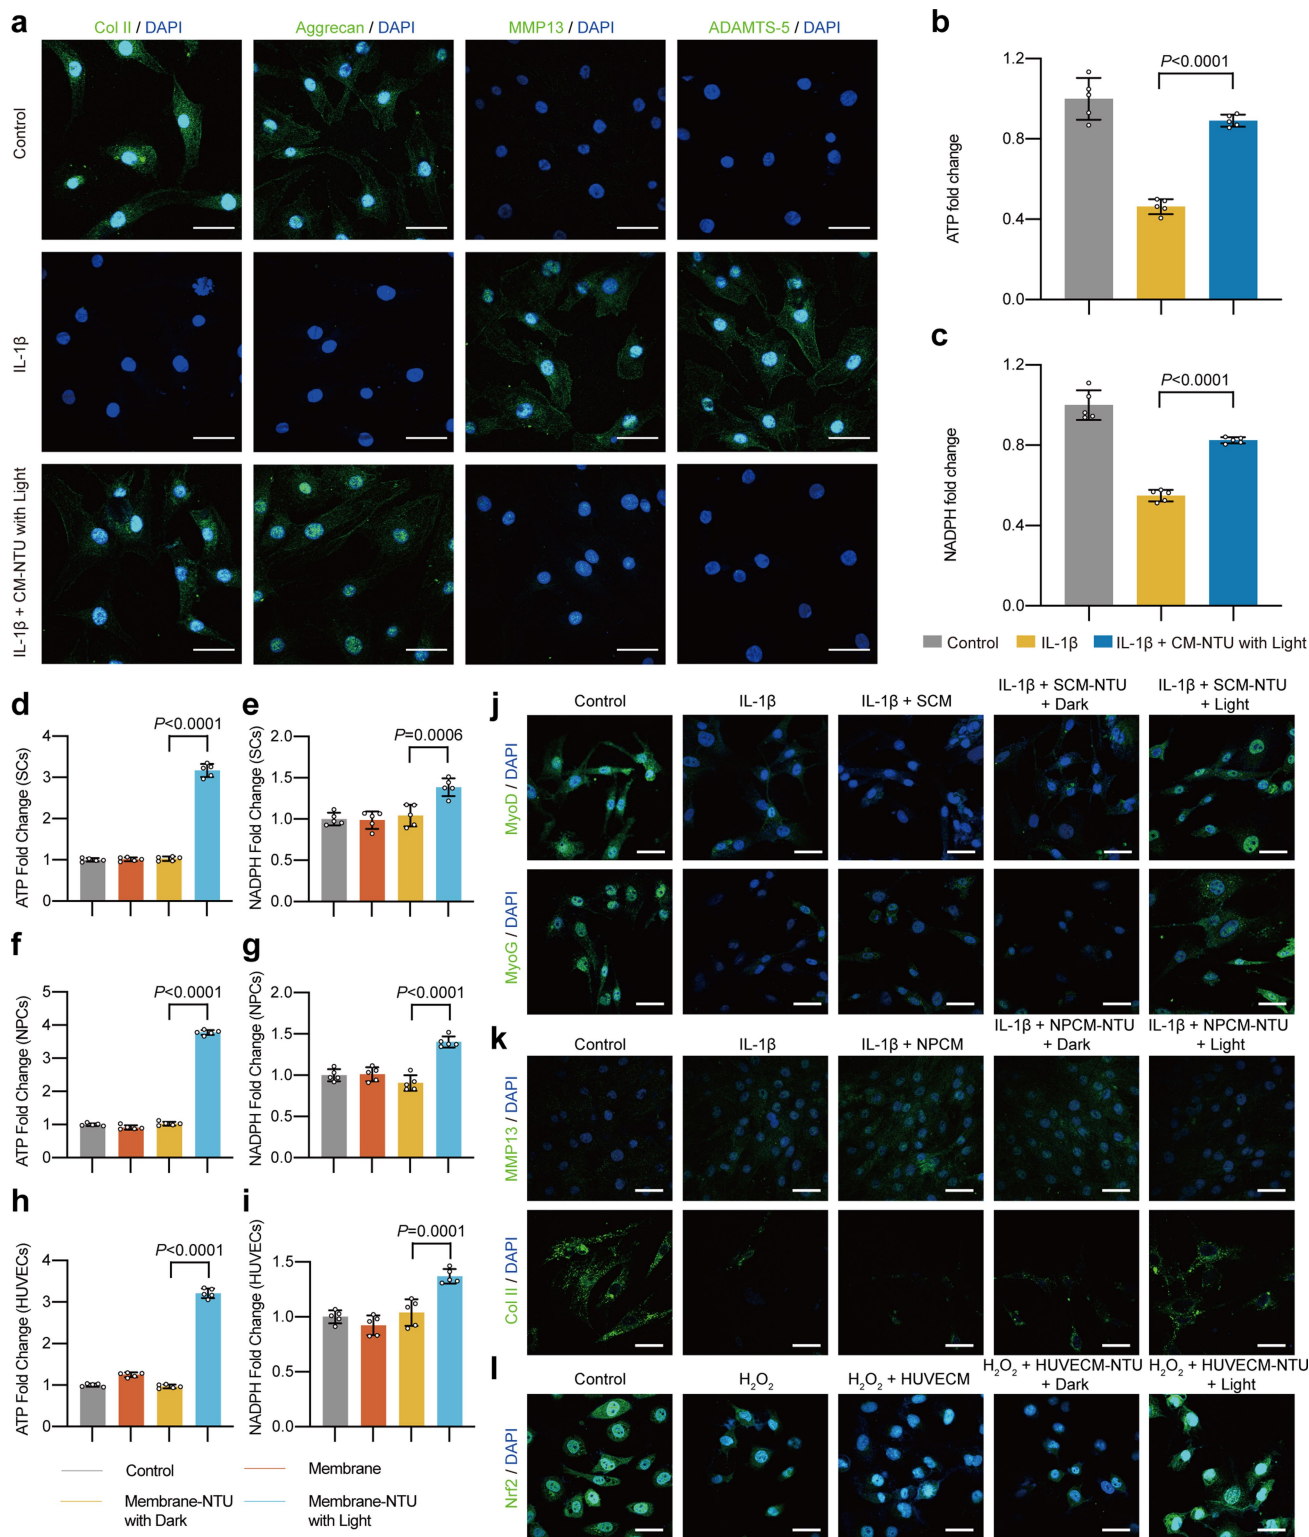 a
Col II / DAPI
Aggrecan / DAPI
MMP13 / DAPI
ADAMTS-5 / DAPI
Control
IL-1β
IL-1β + CM-NTU with Light
b
ATP fold change
1.2
0.8
0.4
0.0
P<0.0001
c
NADPH fold change
1.2
0.8
0.4
0.0
P<0.0001
Control
IL-1β
IL-1β + CM-NTU with Light
d
ATP Fold Change (SCs)
4
3
2
1
0
P<0.0001
e
NADPH Fold Change (SCs)
2.0
1.5
1.0
0.5
0.0
P=0.0006
f
ATP Fold Change (NPCs)
5
4
3
2
1
0
P<0.0001
g
NADPH Fold Change (NPCs)
2.0
1.5
1.0
0.5
0.0
P<0.0001
h
ATP Fold Change (HUVECs)
4
3
2
1
0
P<0.0001
i
NADPH Fold Change (HUVECs)
1.5
1.0
0.5
0.0
P=0.0001
Control
Membrane
Membrane-NTU
with Dark
Membrane-NTU
with Light
j
Control
IL-1β
IL-1β + SCM
IL-1β + SCM-NTU
+ Dark
IL-1β + SCM-NTU
+ Light
MyoD / DAPI
MyoG / DAPI
k
Control
IL-1β
IL-1β + NPCM
IL-1β + NPCM-NTU
+ Dark
IL-1β + NPCM-NTU
+ Light
MMP13 / DAPI
Col II / DAPI
l
Control
H₂O₂
H₂O₂ + HUVECM
H₂O₂ + HUVECM-NTU
+ Dark
H₂O₂ + HUVECM-NTU
+ Light
Nrf2 / DAPI